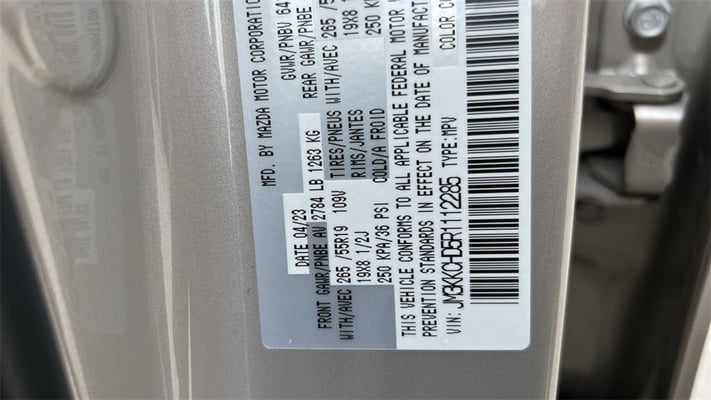 MFD. BY MAZDA MOTOR CORPORATION
DATE 04/23 GVWR/PNBV 64
FRONT GAWR/PNBE AV 2784 LB 1263 KG REAR GAWR/PNBE
WITH/AVEC 265 /55R19 109V TIRES/PNEUS WITH/AVEC 265
19X8 1/2J RIMS/JANTES 19X8
250 KPA/36 PSI COLD/A FROID 250 KP
THIS VEHICLE CONFORMS TO ALL APPLICABLE FEDERAL MOTOR
PREVENTION STANDARDS IN EFFECT ON THE DATE OF MANUFACT
VIN: JM3KKCHD5R1112285 TYPE:MPV COLOR CO